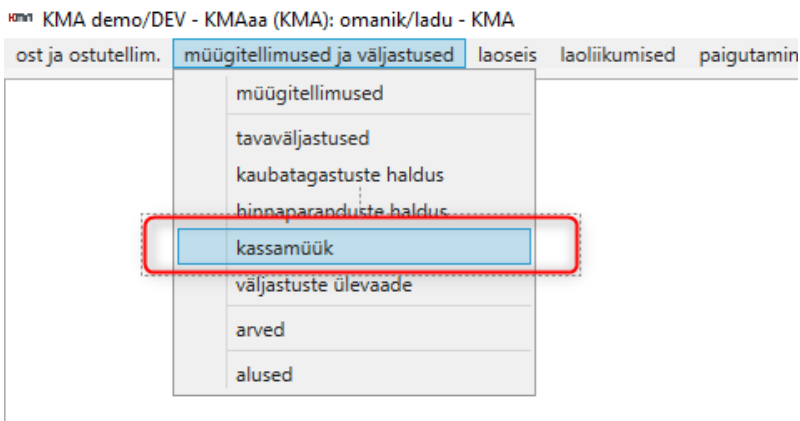 KMA KMA demo/DEV - KMAaa (KMA): omanik/ladu - KMA
ost ja ostutellim. müügitellimused ja väljastused laoseis laoliikumised paigutamin
müügitellimused
tavaväljastused
kaubatagastuste haldus
hinnaparanduste haldus
kassamüük
väljastuste ülevaade
arved
alused